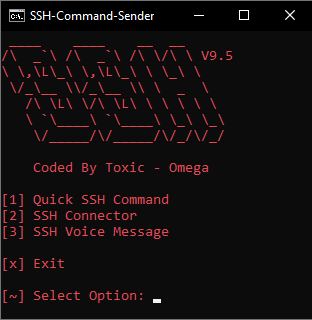 SSH-Command-Sender
SSH V9.5
Coded By Toxic - Omega
[1] Quick SSH Command
[2] SSH Connector
[3] SSH Voice Message
[x] Exit
[~] Select Option: